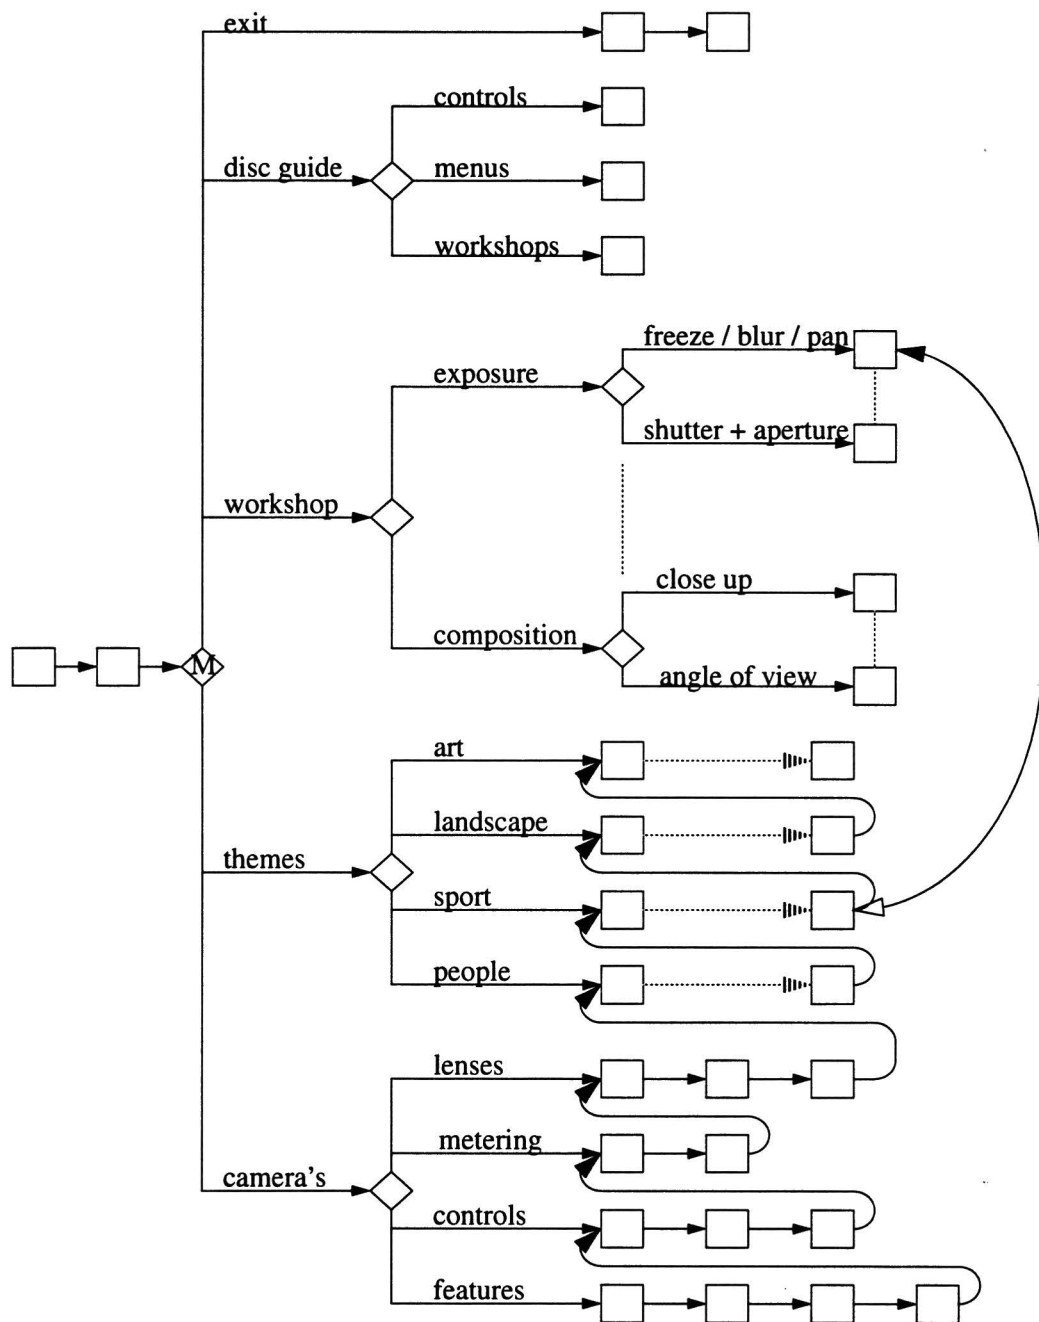 exit
controls
disc guide
menus
workshops
freeze / blur / pan
exposure
shutter + aperture
workshop
close up
composition
M
angle of view
art
landscape
themes
sport
people
lenses
metering
camera's
controls
features